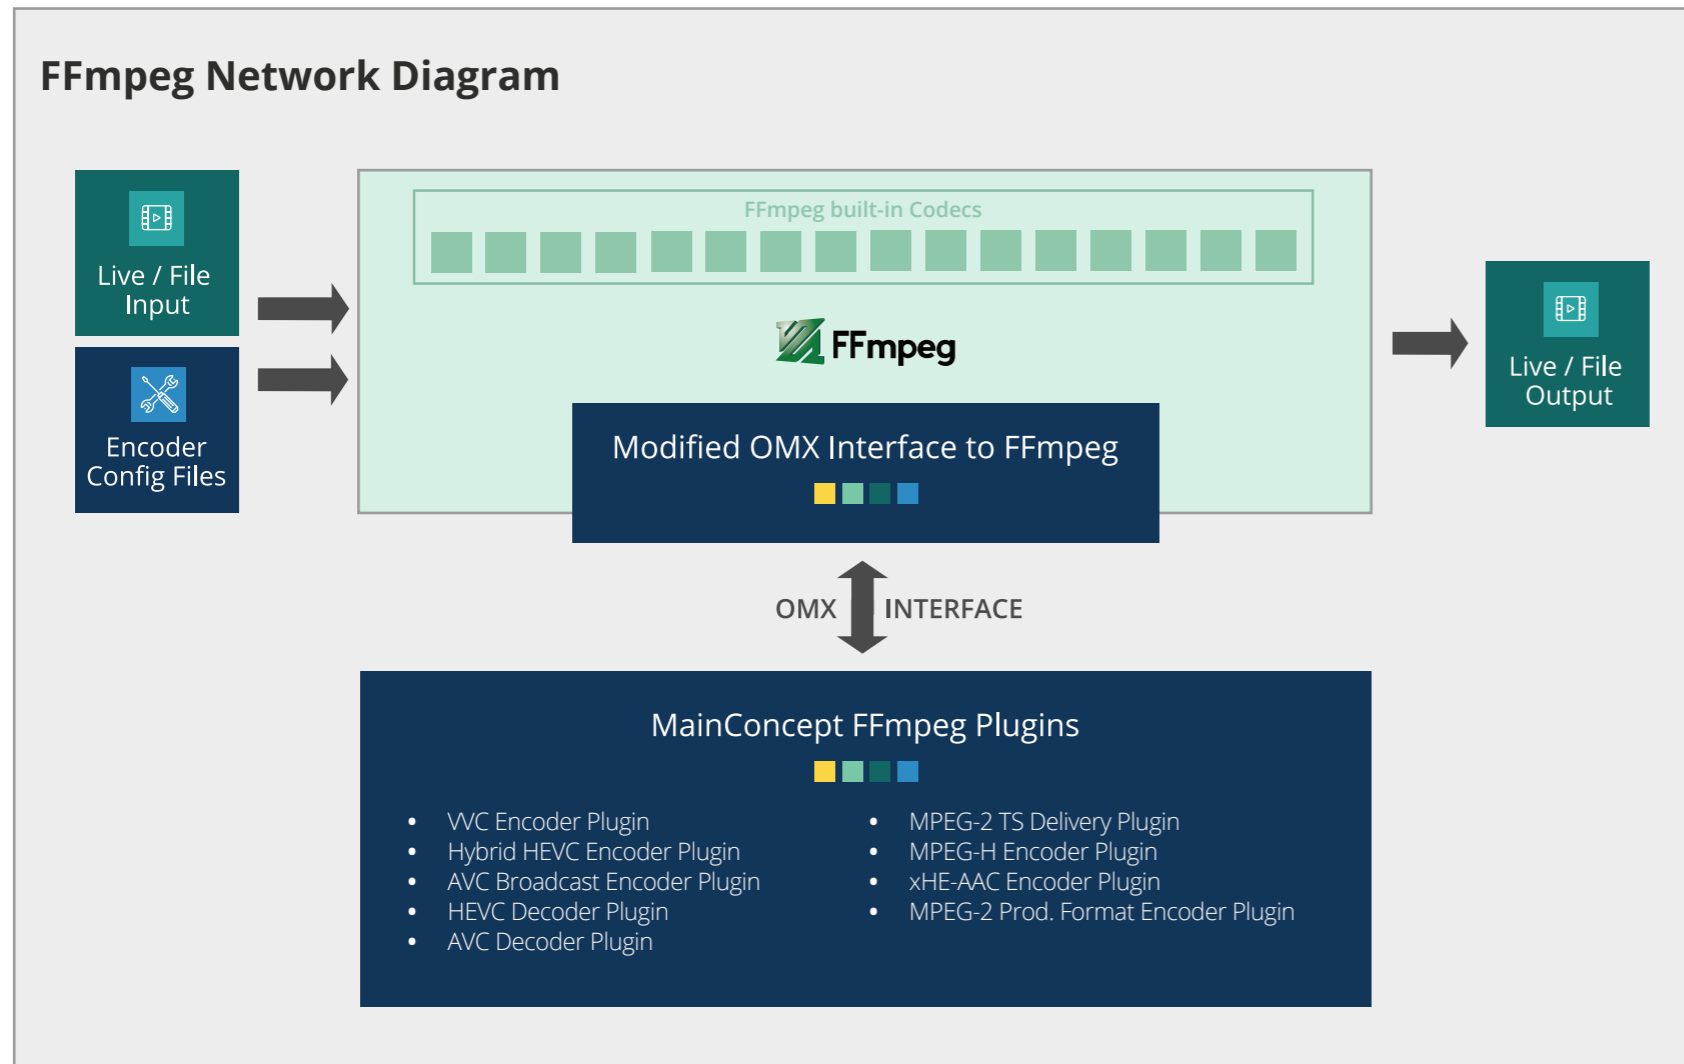 FFmpeg Network Diagram
Live / File
Input
Encoder
Config Files
FFmpeg built-in Codecs
FFmpeg
Modified OMX Interface to FFmpeg
Live / File
Output
OMX INTERFACE
MainConcept FFmpeg Plugins
• VVC Encoder Plugin
• Hybrid HEVC Encoder Plugin
• AVC Broadcast Encoder Plugin
• HEVC Decoder Plugin
• AVC Decoder Plugin
• MPEG-2 TS Delivery Plugin
• MPEG-H Encoder Plugin
• xHE-AAC Encoder Plugin
• MPEG-2 Prod. Format Encoder Plugin